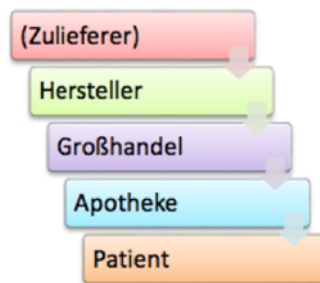 (Zulieferer)
Hersteller
Großhandel
Apotheke
Patient